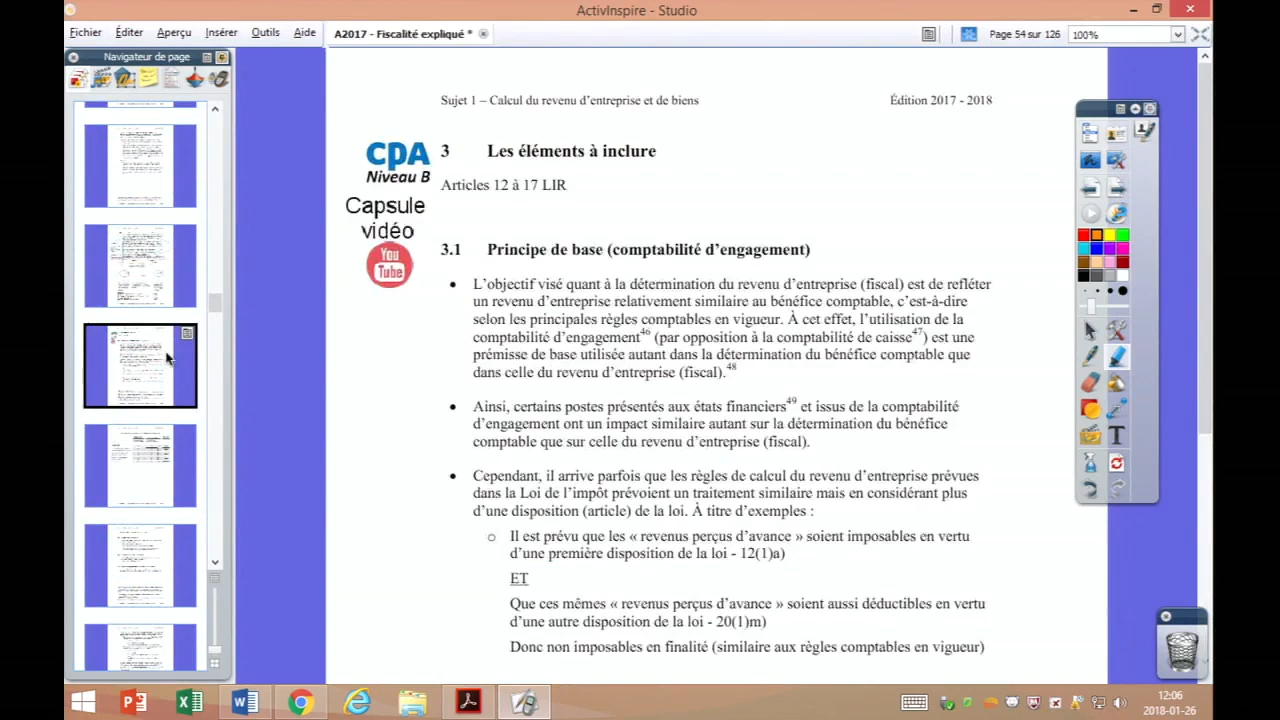 ActivInspire - Studio
Fichier Éditer Aperçu Insérer Outils Aide
A2017 - Fiscalité expliqué *
Page 54 sur 126
100%
Navigateur de page
Sujet 1 – Calcul du revenu d'entreprise et de biens
Édition 2017 - 2018
CPA
Niveau B
Capsule
vidéo
You
Tube
3 Les éléments à inclure
Articles 12 à 17 LIR
3.1 Principe de base (comptabilité d'engagement)
• L'objectif visé quant à la détermination du revenu d'entreprise (fiscal) est de refléter
un revenu d'entreprise relativement similaire au bénéfice comptable, c'est-à-dire
selon les principales règles comptables en vigueur. À cet effet, l'utilisation de la
comptabilité d'engagement46 (par opposition à la comptabilité de caisse47) est une
prémisse de base utilisée autant dans la détermination du bénéfice comptable que
dans celle du revenu d'entreprise (fiscal).48
• Ainsi, certains postes présentés aux états financiers49 et issus de la comptabilité
d'engagement ont un impact similaire autant sur la détermination du bénéfice
comptable que sur celle du revenu d'entreprise (fiscal).
• Cependant, il arrive parfois que les règles de calcul du revenu d'entreprise prévues
dans la Loi de l'impôt prévoient un traitement similaire mais en considérant plus
d'une disposition (article) de la loi. À titre d'exemples :
o Il est prévu que les « revenus perçus d'avance » soient imposables en vertu
d'une première disposition de la loi - 12(1)a)
ET
Que ces mêmes « revenus perçus d'avance » soient aussi déductibles en vertu
d'une autre disposition de la loi - 20(1)m)
Donc non imposables en finalité (similaire aux règles comptables en vigueur)
12:06
2018-01-26